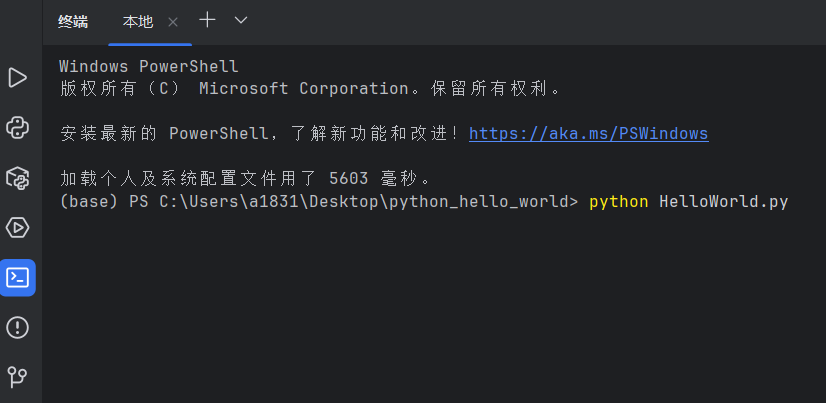 终端 本地
Windows PowerShell
版权所有（C） Microsoft Corporation。保留所有权利。
安装最新的 PowerShell，了解新功能和改进！https://aka.ms/PSWindows
加载个人及系统配置文件用了 5603 毫秒。
(base) PS C:\Users\a1831\Desktop\python_hello_world> python HelloWorld.py